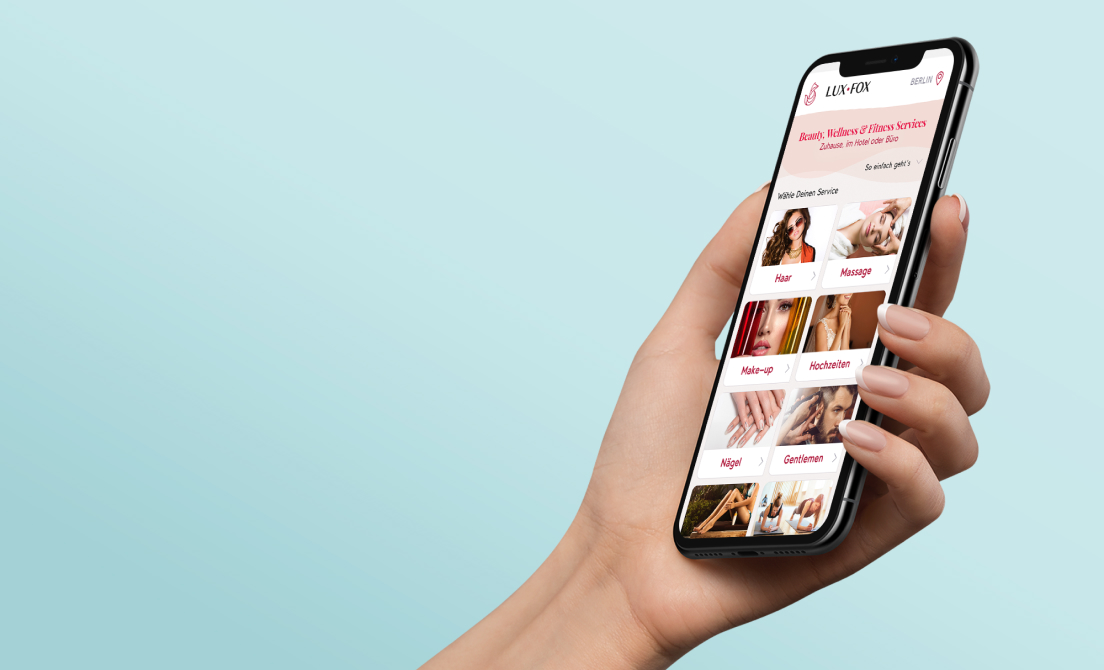 LUX✦FOX
BERLIN
Beauty, Wellness & Fitness Services
Zuhause, im Hotel oder Büro
So einfach geht's
Wähle Deinen Service
Haar
Massage
Make-up
Hochzeiten
Nägel
Gentlemen